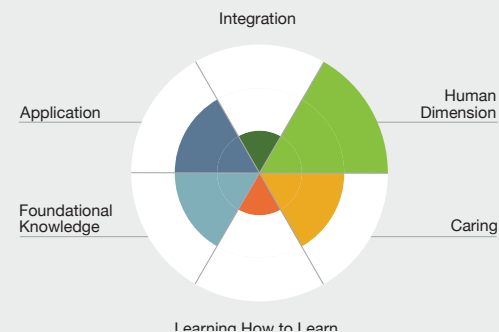 Integration
Application
Human
Dimension
Foundational
Knowledge
Caring
Learning How to Learn